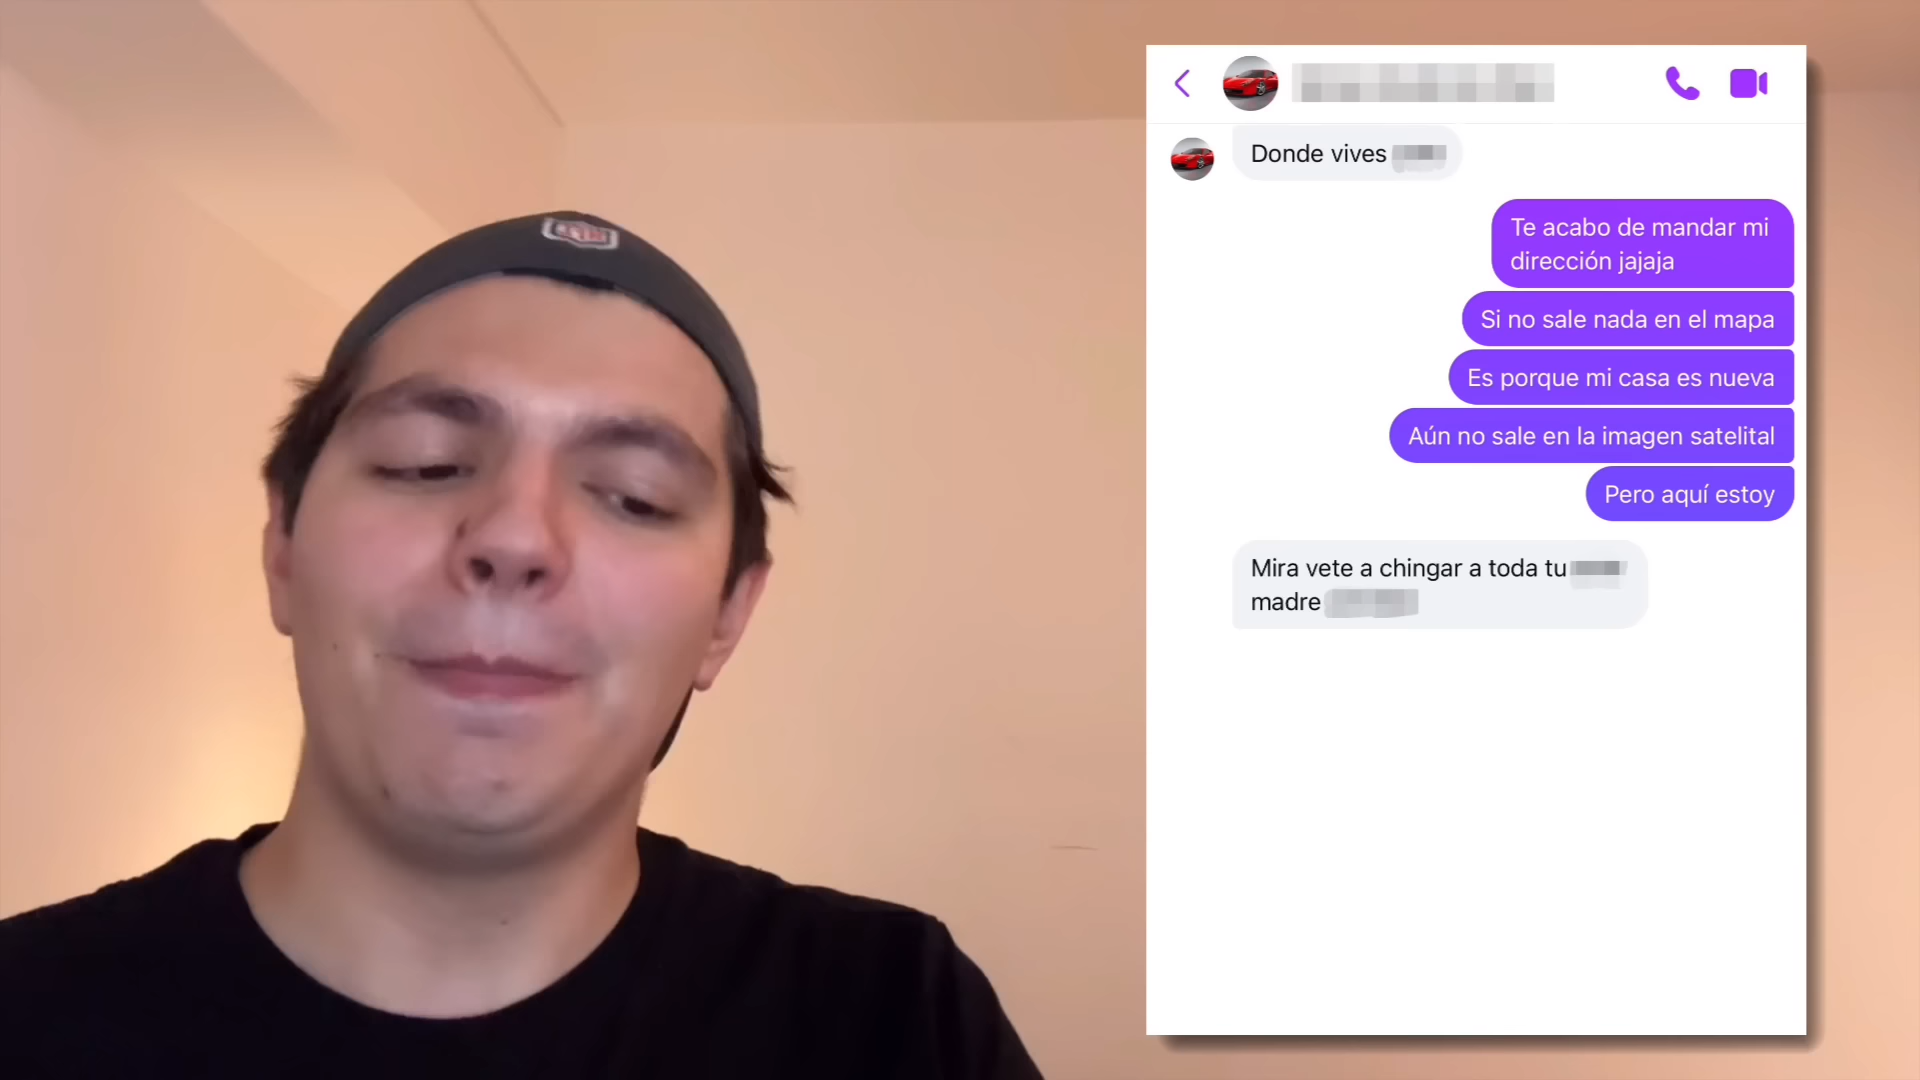 Donde vives
Te acabo de mandar mi
dirección jajaja
Si no sale nada en el mapa
Es porque mi casa es nueva
Aún no sale en la imagen satelital
Pero aquí estoy
Mira vete a chingar a toda tu
madre